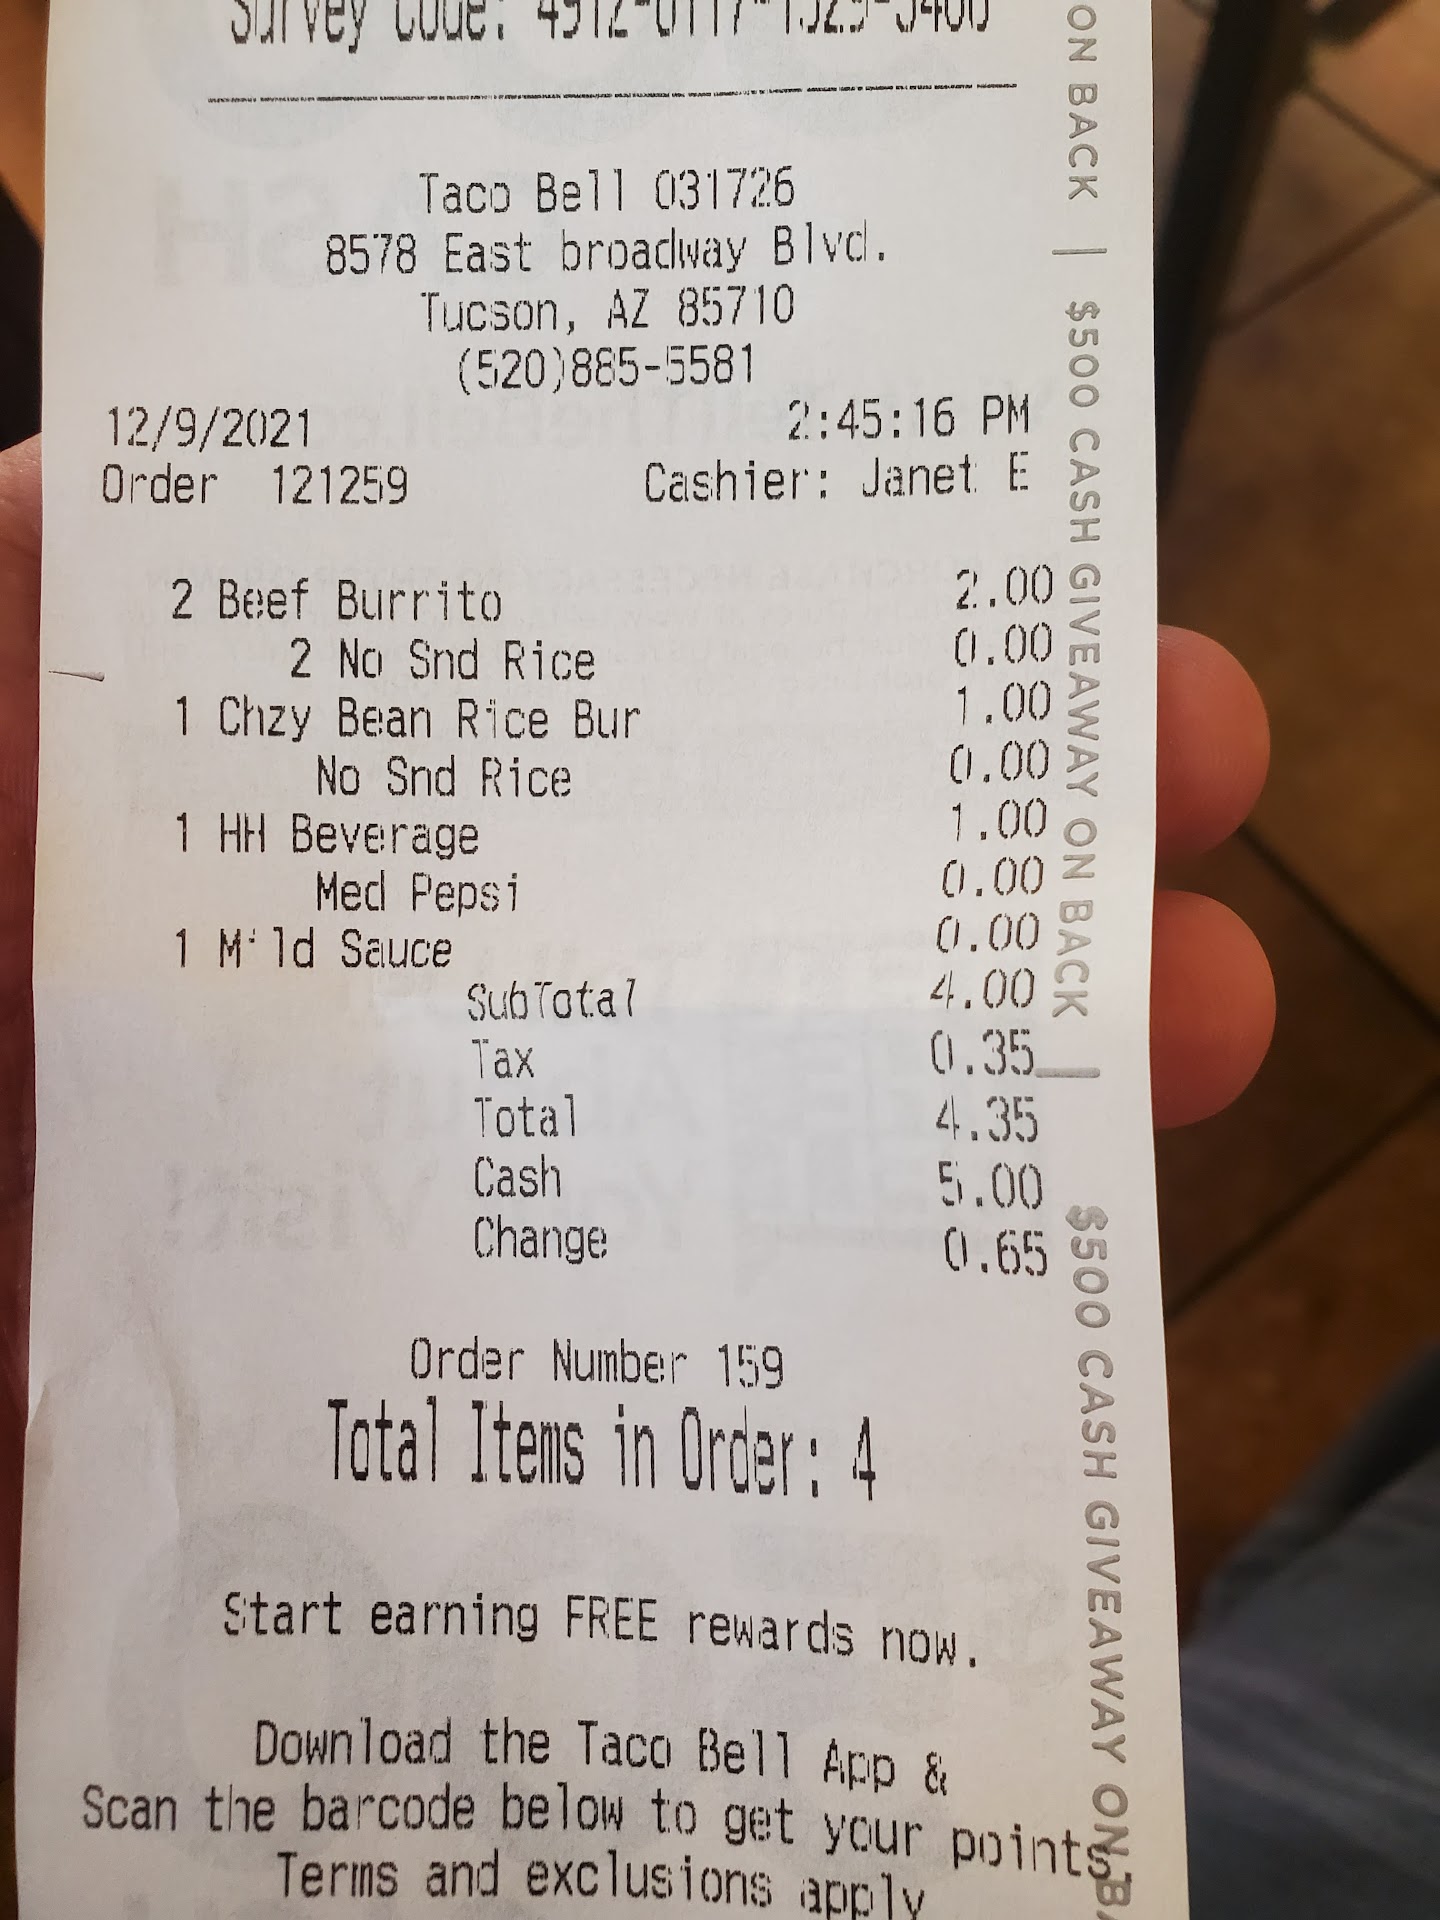 Survey Code: 4912-0117-1529-5400
Taco Bell 031726
8578 East broadway Blvd.
Tucson, AZ 85710
(520)885-5581
12/9/2021 2:45:16 PM
Order 121259 Cashier: Janet E
2 Beef Burrito 2.00
2 No Snd Rice 0.00
1 Chzy Bean Rice Bur 1.00
No Snd Rice 0.00
1 HH Beverage 1.00
Med Pepsi 0.00
1 Mild Sauce 0.00
SubTotal 4.00
Tax 0.35
Total 4.35
Cash 5.00
Change 0.65
Order Number 159
Total Items in Order: 4
Start earning FREE rewards now.
Download the Taco Bell App &
Scan the barcode below to get your points.
Terms and exclusions apply
ON BACK | $500 CASH GIVEAWAY ON BACK | $500 CASH GIVEAWAY ON